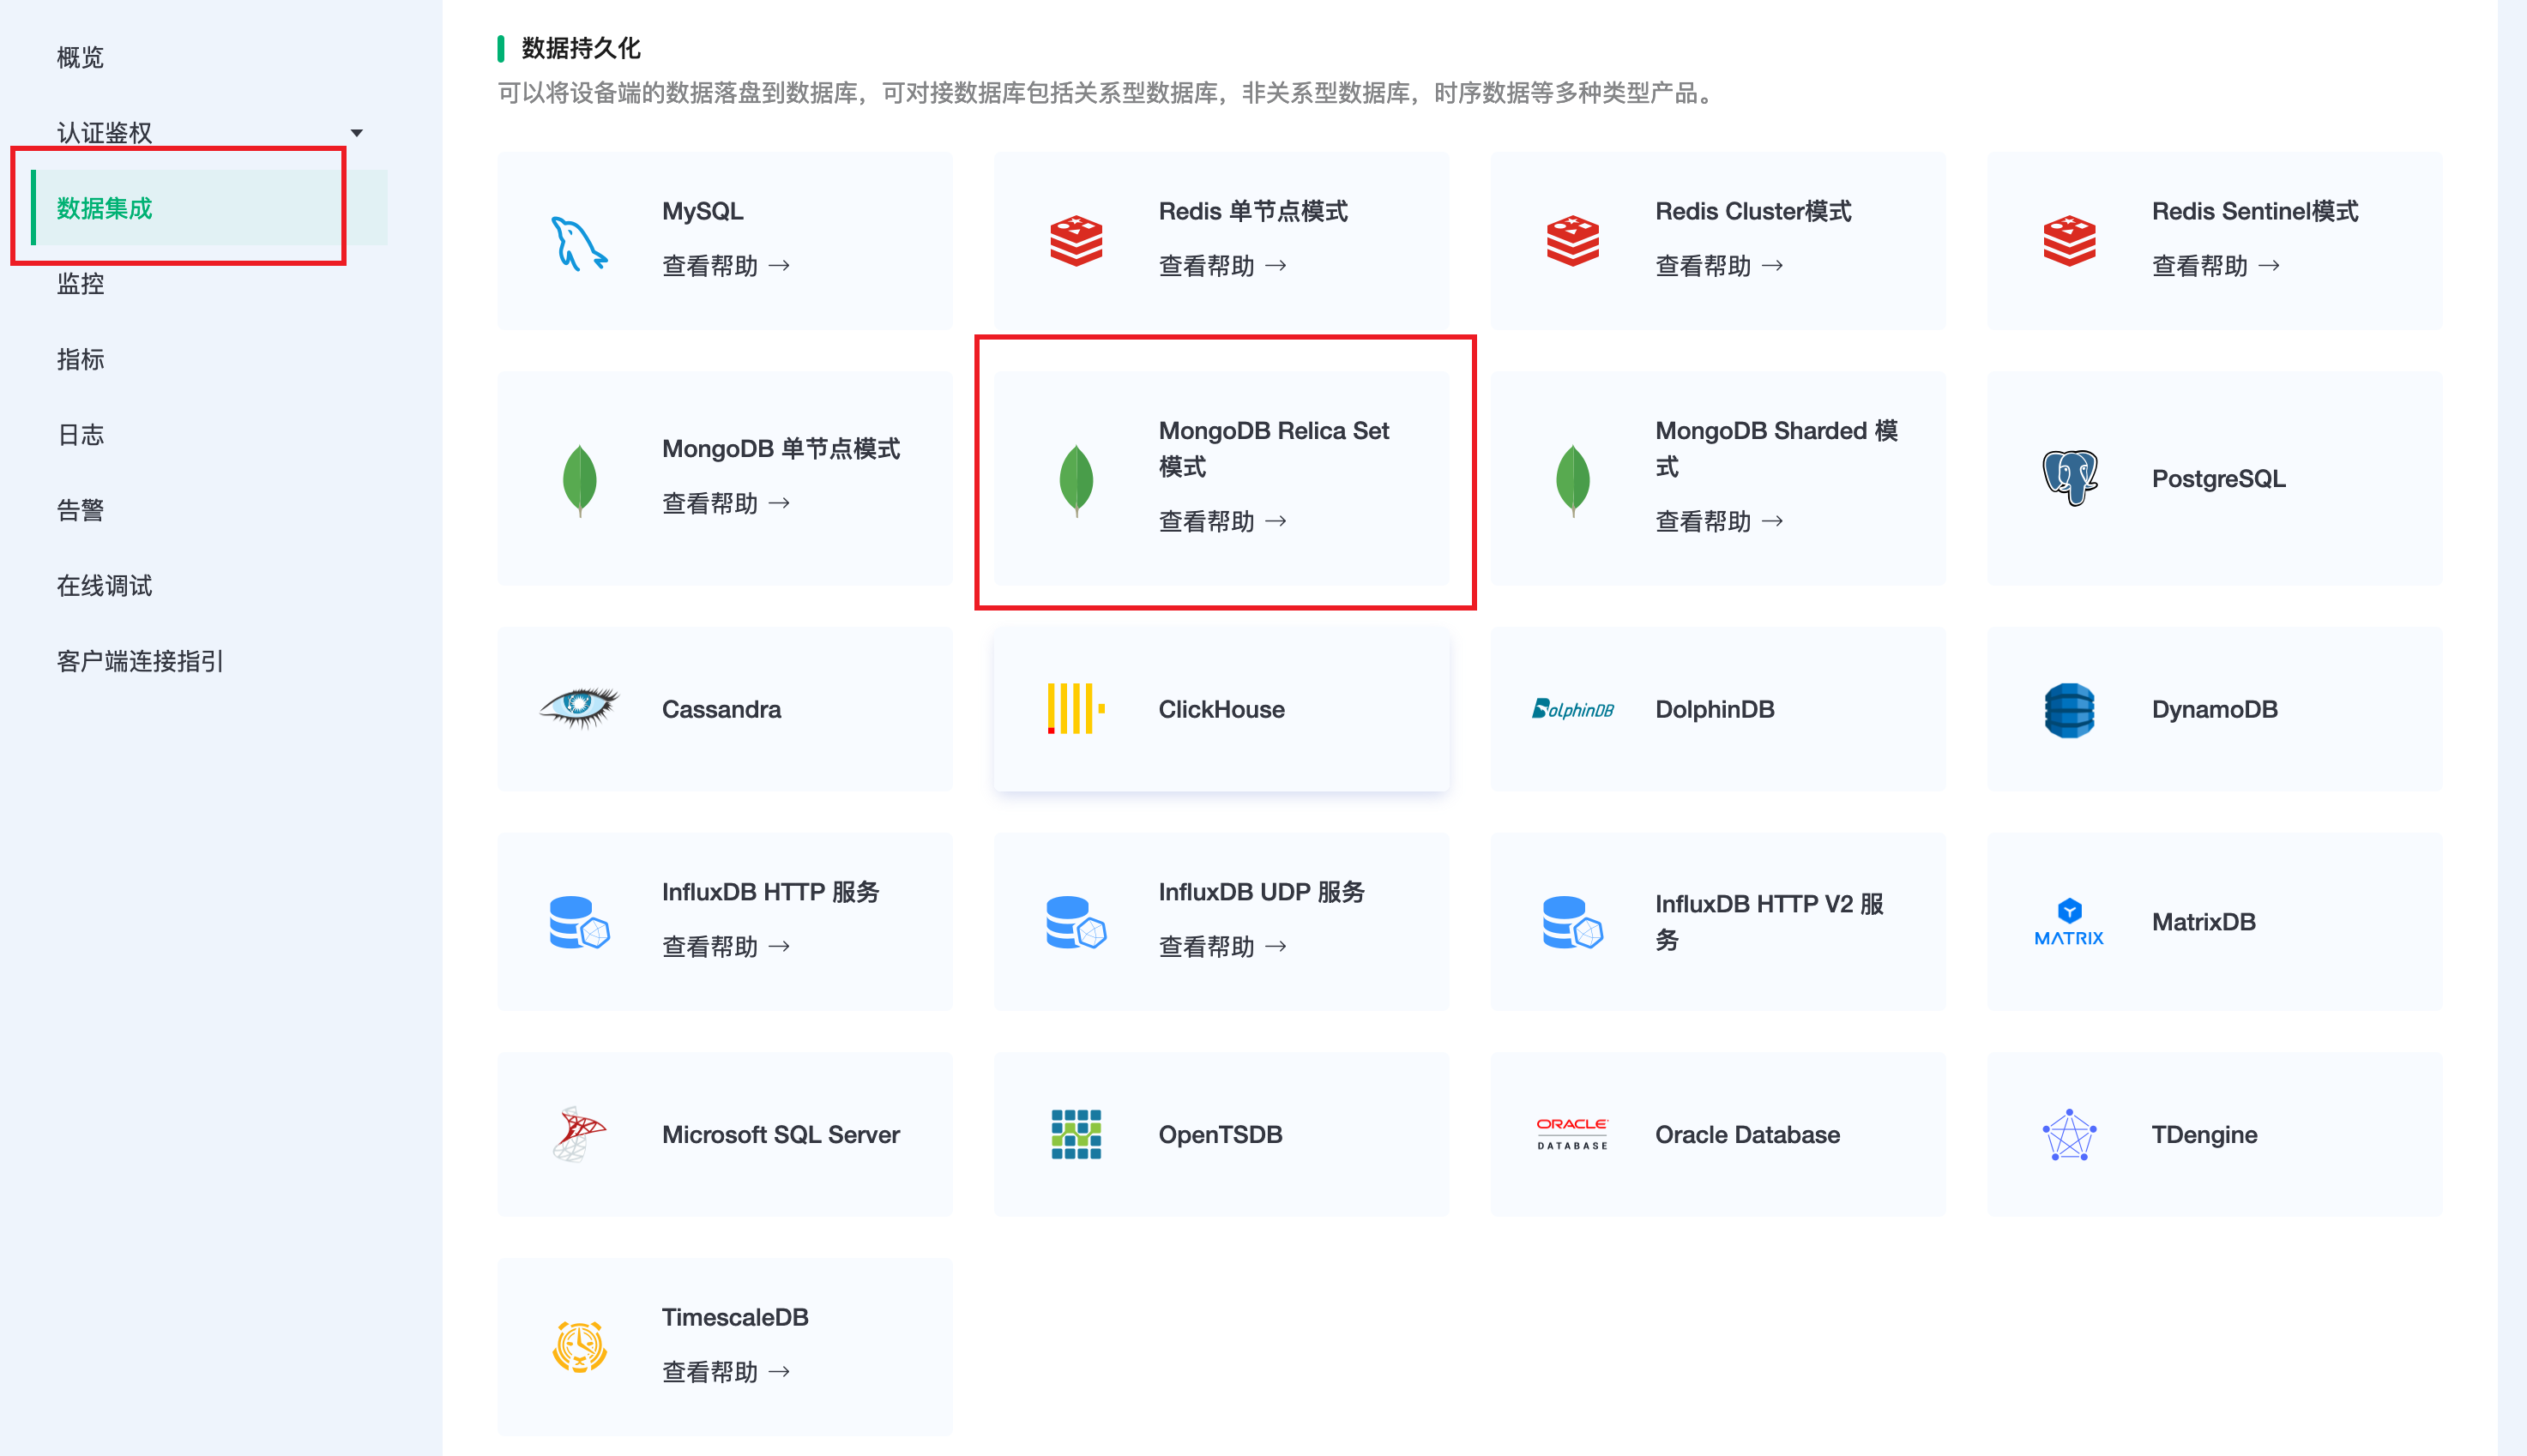 概览
认证鉴权
数据集成
监控
指标
日志
告警
在线调试
客户端连接指引
数据持久化
可以将设备端的数据落盘到数据库，可对接数据库包括关系型数据库，非关系型数据库，时序数据等多种类型产品。
MySQL
查看帮助 →
Redis 单节点模式
查看帮助 →
Redis Cluster模式
查看帮助 →
Redis Sentinel模式
查看帮助 →
MongoDB 单节点模式
查看帮助 →
MongoDB Relica Set
模式
查看帮助 →
MongoDB Sharded 模
式
查看帮助 →
PostgreSQL
Cassandra
ClickHouse
DolphinDB
DolphinDB
DynamoDB
InfluxDB HTTP 服务
查看帮助 →
InfluxDB UDP 服务
查看帮助 →
InfluxDB HTTP V2 服
务
MATRIX
MatrixDB
Microsoft SQL Server
OpenTSDB
ORACLE
DATABASE
Oracle Database
TDengine
TimescaleDB
查看帮助 →